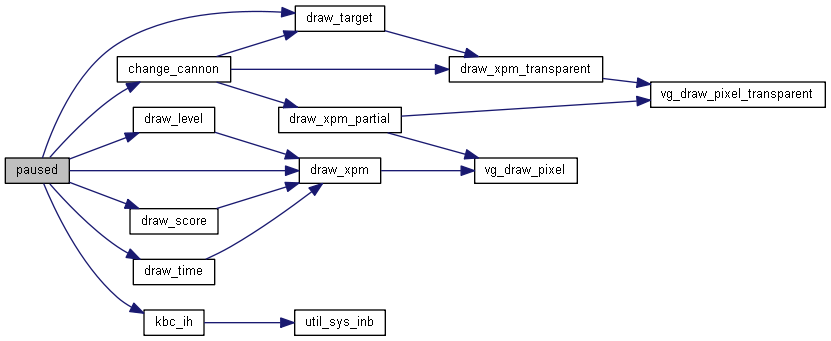 draw_target
change_cannon
draw_xpm_transparent
vg_draw_pixel_transparent
draw_level
draw_xpm_partial
paused
draw_xpm
vg_draw_pixel
draw_score
draw_time
kbc_ih
util_sys_inb